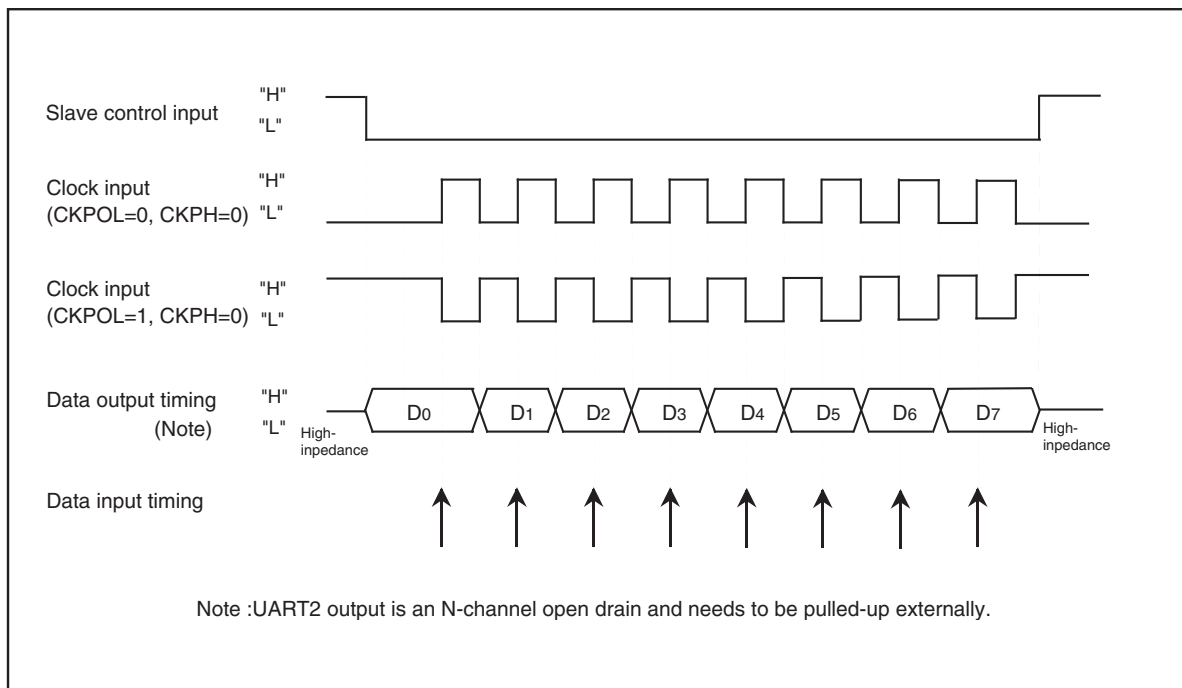 Slave control input
"H"
"L"
Clock input
(CKPOL=0, CKPH=0)
"H"
"L"
Clock input
(CKPOL=1, CKPH=0)
"H"
"L"
Data output timing
(Note)
"H"
"L"
High-
inpedance
D0 D1 D2 D3 D4 D5 D6 D7
High-
inpedance
Data input timing
Note :UART2 output is an N-channel open drain and needs to be pulled-up externally.